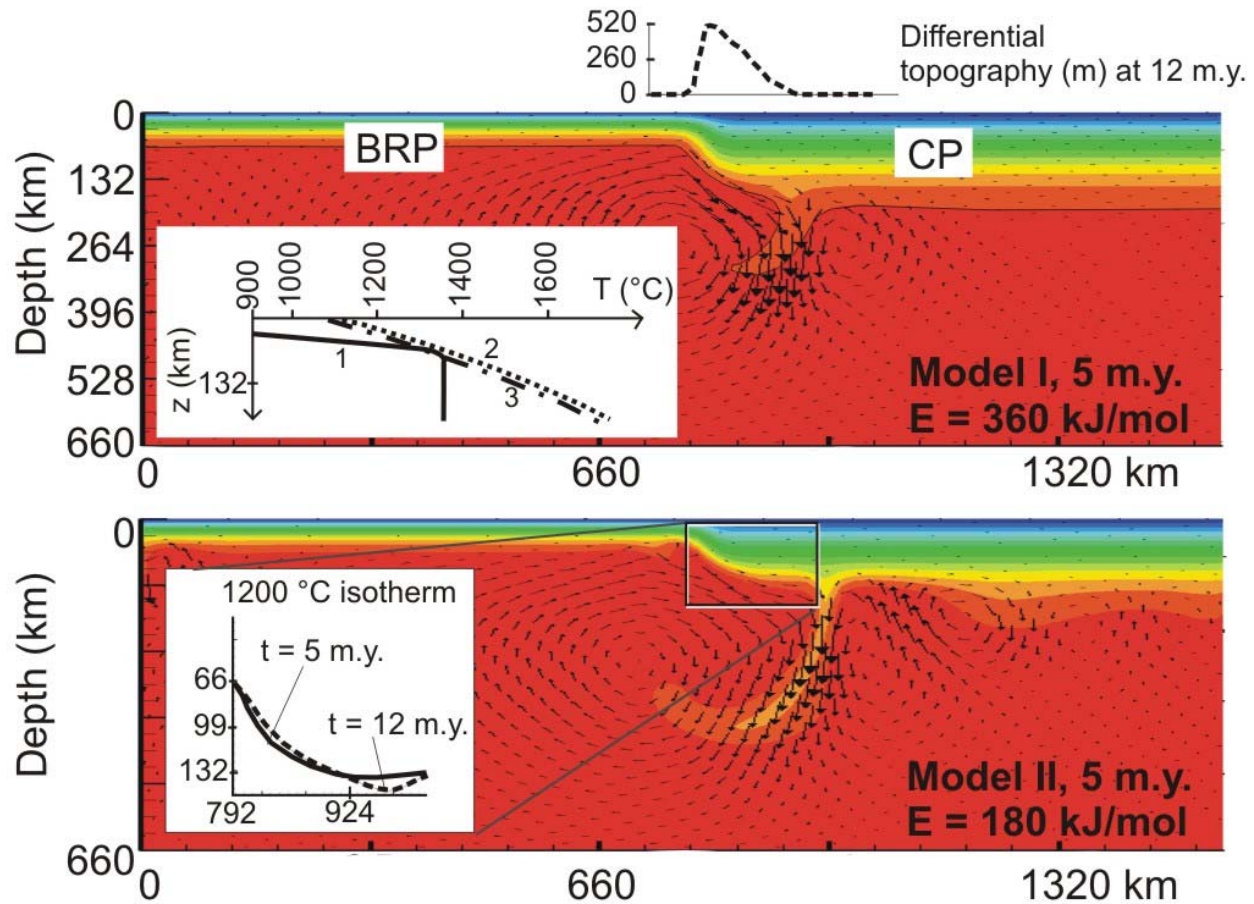 520
260
0
Differential
topography (m) at 12 m.y.
0
132
264
396
528
660
Depth (km)
BRP
CP
900
1000
1200
1400
1600
T (°C)
z (km)
132
1
2
3
Model I, 5 m.y.
E = 360 kJ/mol
0
660
1320 km
0
660
Depth (km)
1200 °C isotherm
t = 5 m.y.
66
99
t = 12 m.y.
132
792
924
Model II, 5 m.y.
E = 180 kJ/mol
0
660
1320 km